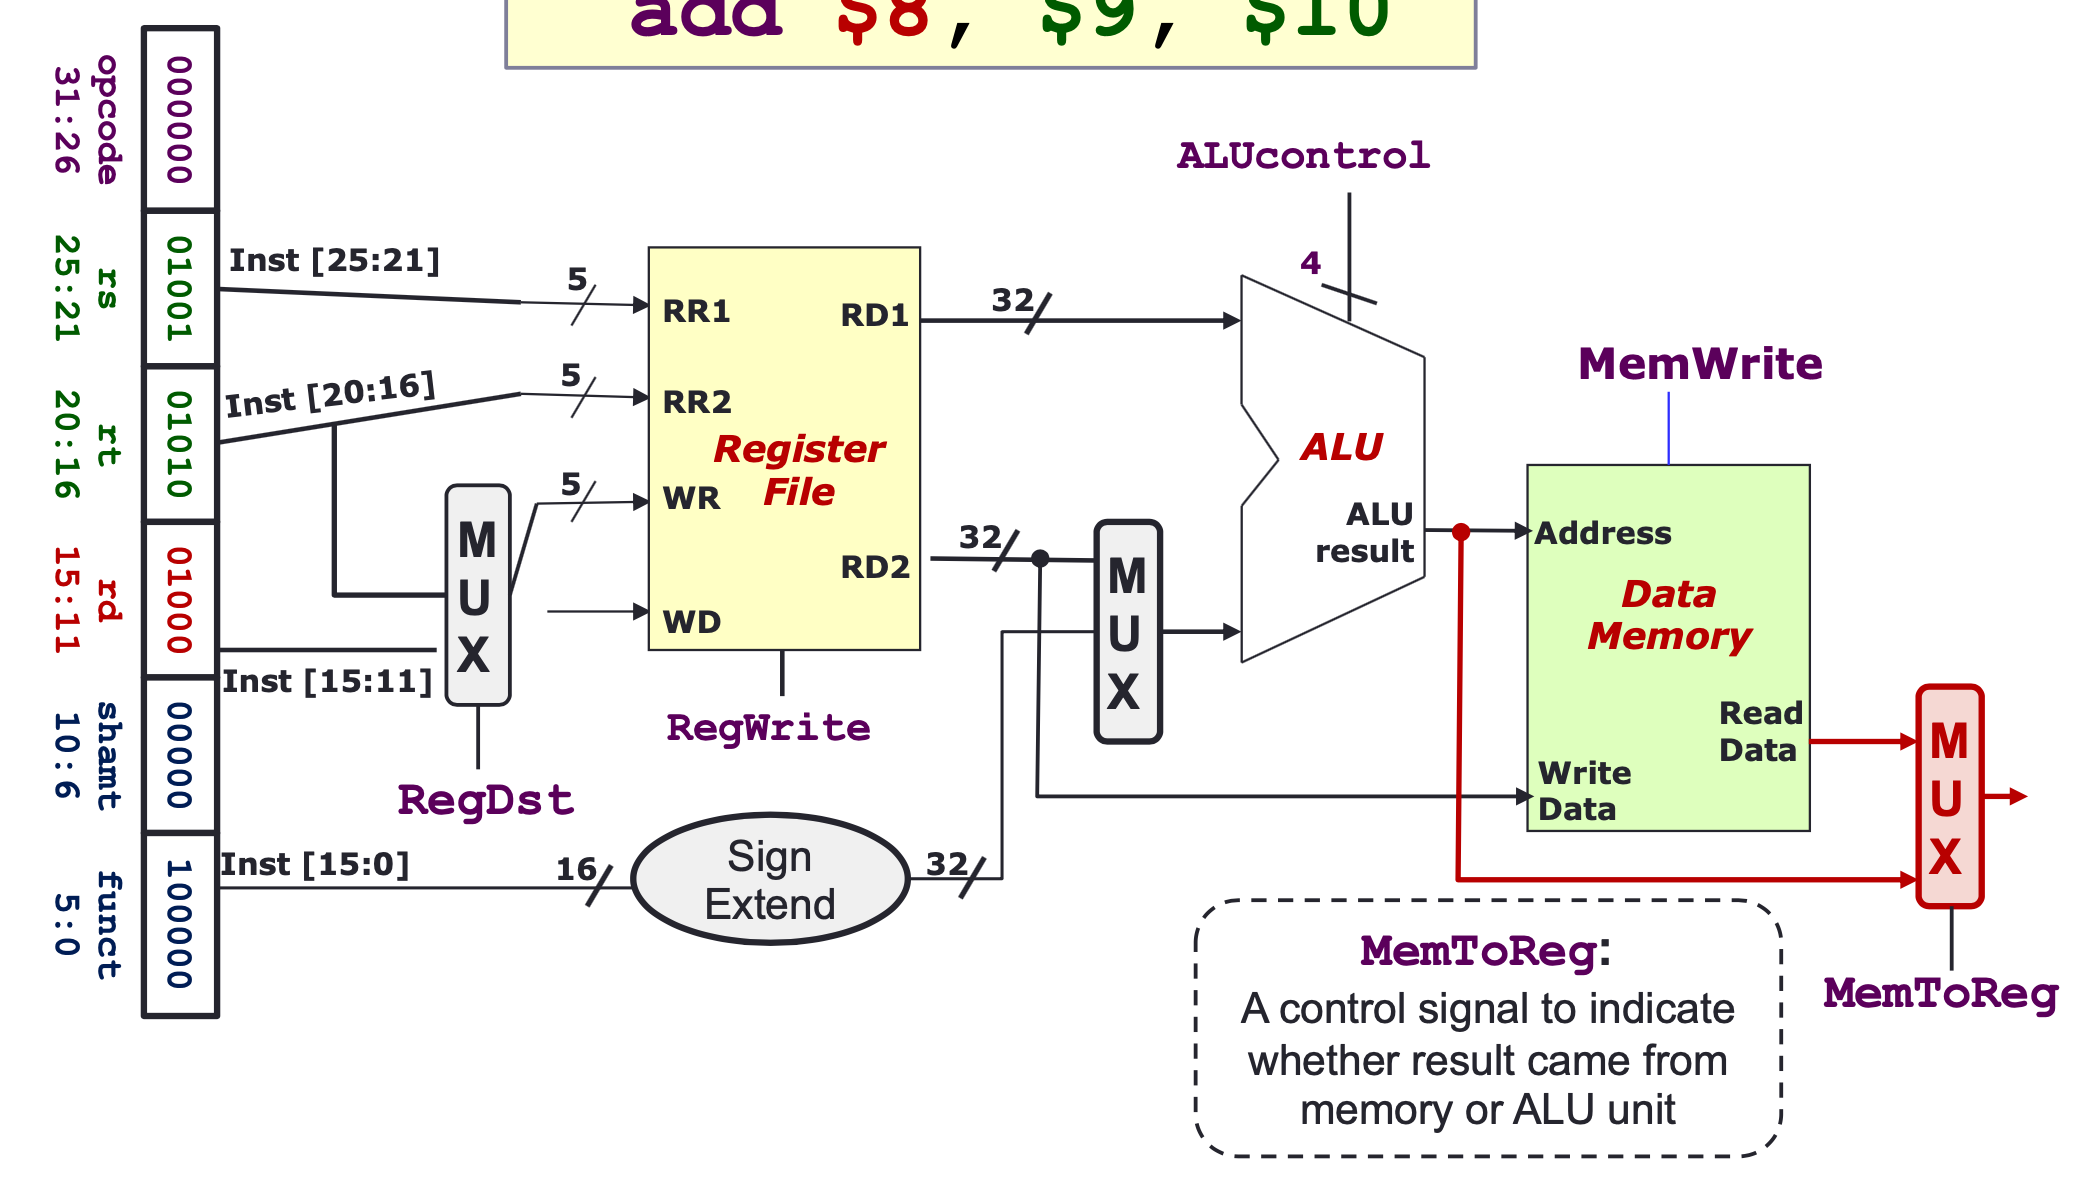 add $8, $9, $10
opcode
31:26
000000
rs
25:21
01001
rt
20:16
01010
rd
15:11
01000
shamt
10:6
00000
funct
5:0
100000
Inst [25:21]
5
Inst [20:16]
5
5
Inst [15:11]
M
U
X
RegDst
RR1
RR2
WR
WD
RD1
RD2
Register
File
RegWrite
Inst [15:0]
16
Sign
Extend
32
32
32
M
U
X
ALUcontrol
4
ALU
ALU
result
MemWrite
Address
Data
Memory
Read
Data
Write
Data
M
U
X
MemToReg
MemToReg:
A control signal to indicate
whether result came from
memory or ALU unit